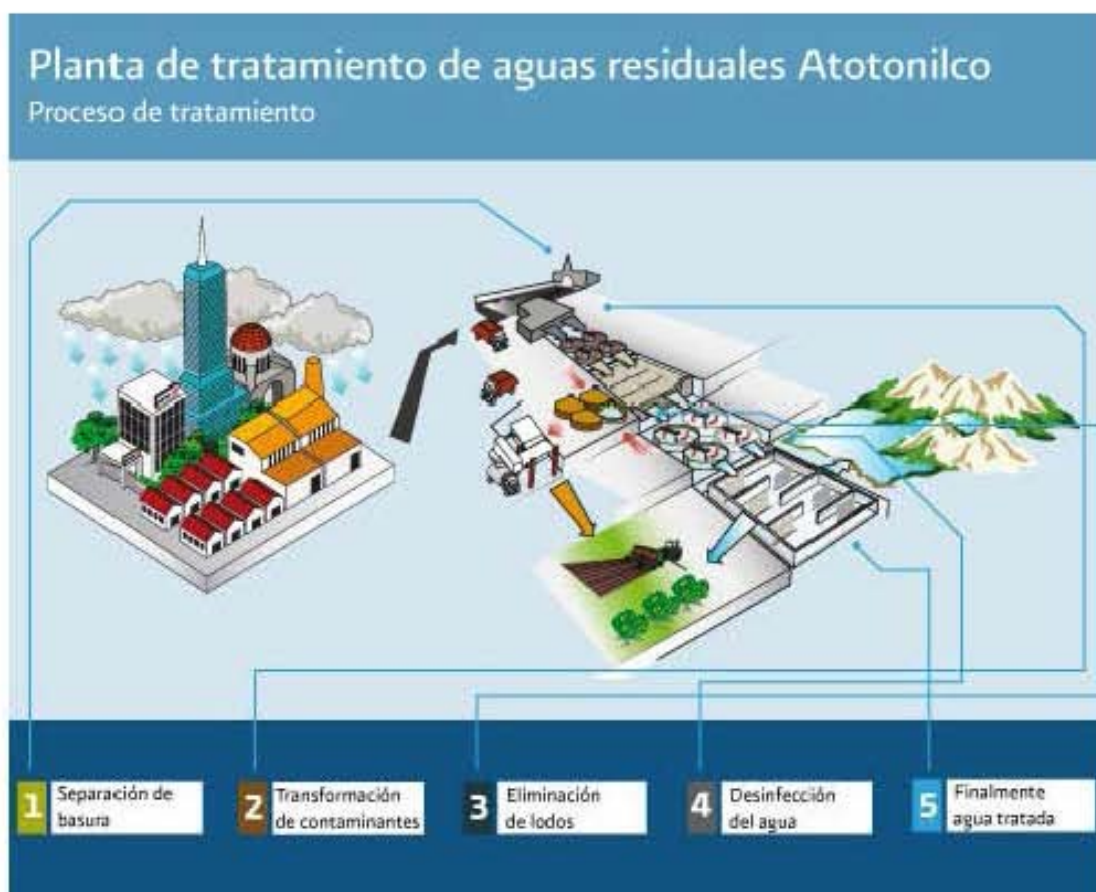 Planta de tratamiento de aguas residuales Atotonilco
Proceso de tratamiento
1
Separación de
basura
2
Transformación
de contaminantes
3
Eliminación
de lodos
4
Desinfección
del agua
5
Finalmente
agua tratada